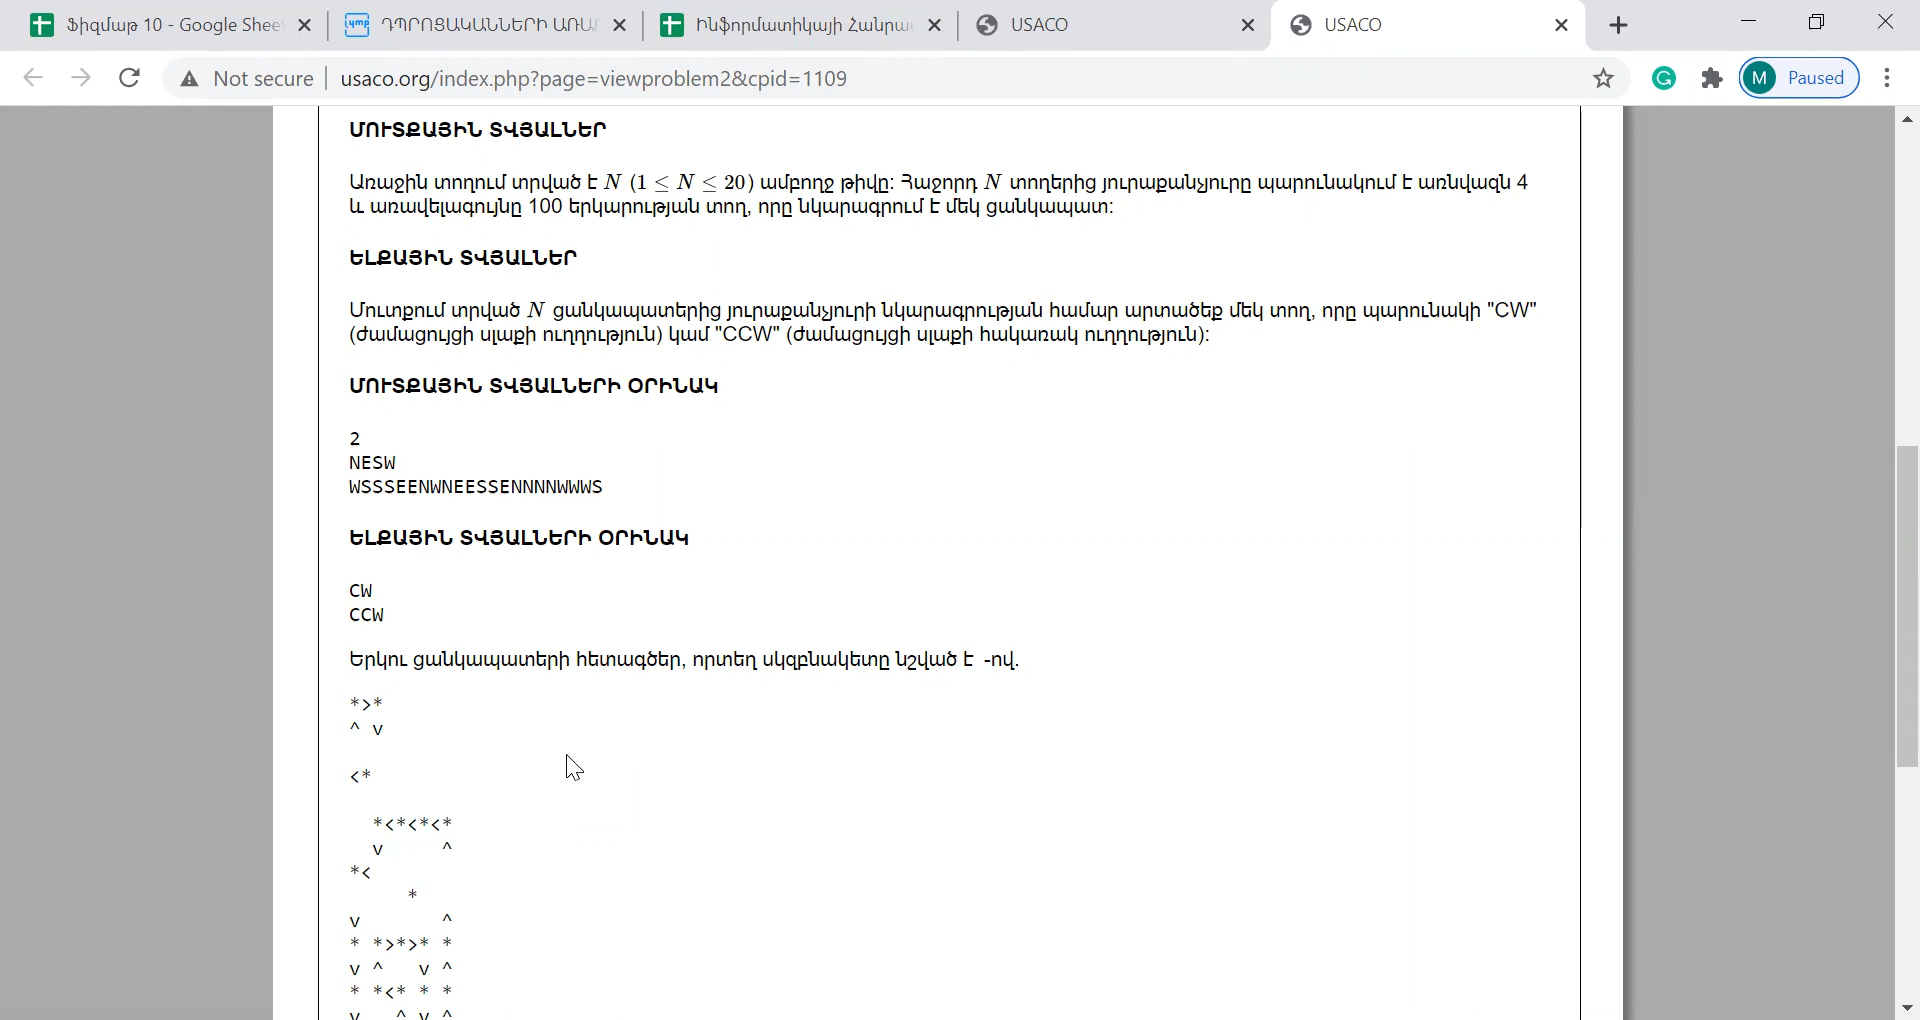 Ֆիզմաթ 10 - Google Shee
ԴՊՐՈՑԱԿԱՆՆԵՐԻ ԱՌԱ
Ինֆորմատիկայի Հանրա
USACO
USACO
Not secure
usaco.org/index.php?page=viewproblem2&cpid=1109
M Paused
ՄՈՒՏՔԱՅԻՆ ՏՎՅԱԼՆԵՐ
Առաջին տողում տրված է N (1 ≤ N ≤ 20) ամբողջ թիվը: Հաջորդ N տողերից յուրաքանչյուրը պարունակում է առնվազն 4
և առավելագույնը 100 երկարության տող, որը նկարագրում է մեկ ցանկապատ:
ԵԼՔԱՅԻՆ ՏՎՅԱԼՆԵՐ
Մուտքում տրված N ցանկապատերից յուրաքանչյուրի նկարագրության համար արտածեք մեկ տող, որը պարունակի "CW"
(ժամացույցի սլաքի ուղղություն) կամ "CCW" (ժամացույցի սլաքի հակառակ ուղղություն):
ՄՈՒՏՔԱՅԻՆ ՏՎՅԱԼՆԵՐԻ ՕՐԻՆԱԿ
2
NESW
WSSSEENWNEESSENNNNWWWS
ԵԼՔԱՅԻՆ ՏՎՅԱԼՆԵՐԻ ՕՐԻՆԱԿ
CW
CCW
Երկու ցանկապատերի հետագծեր, որտեղ սկզբնակետը նշված է -ով.
*>*
^ v
<*
*<*<*<*
v     ^
*<
*
v       ^
* *>*>* *
v ^   v ^
* *<* * *
v   ^ v ^